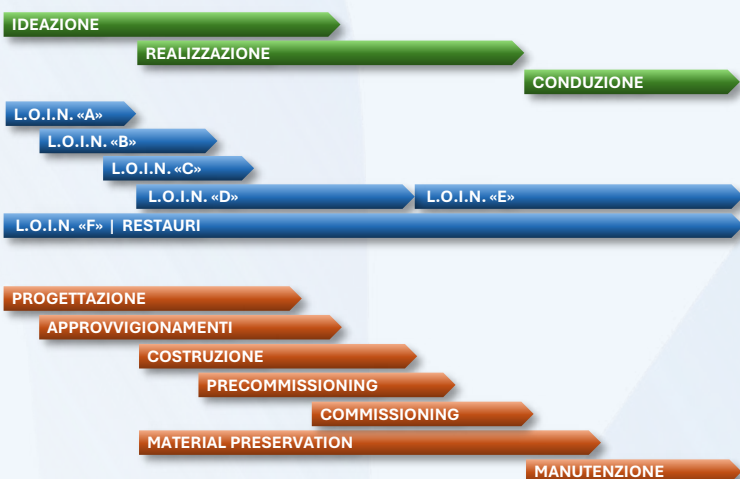 IDEAZIONE
REALIZZAZIONE
CONDUZIONE
L.O.I.N. «A»
L.O.I.N. «B»
L.O.I.N. «C»
L.O.I.N. «D» L.O.I.N. «E»
L.O.I.N. «F» | RESTAURI
PROGETTAZIONE
APPROVVIGIONAMENTI
COSTRUZIONE
PRECOMMISSIONING
COMMISSIONING
MATERIAL PRESERVATION
MANUTENZIONE